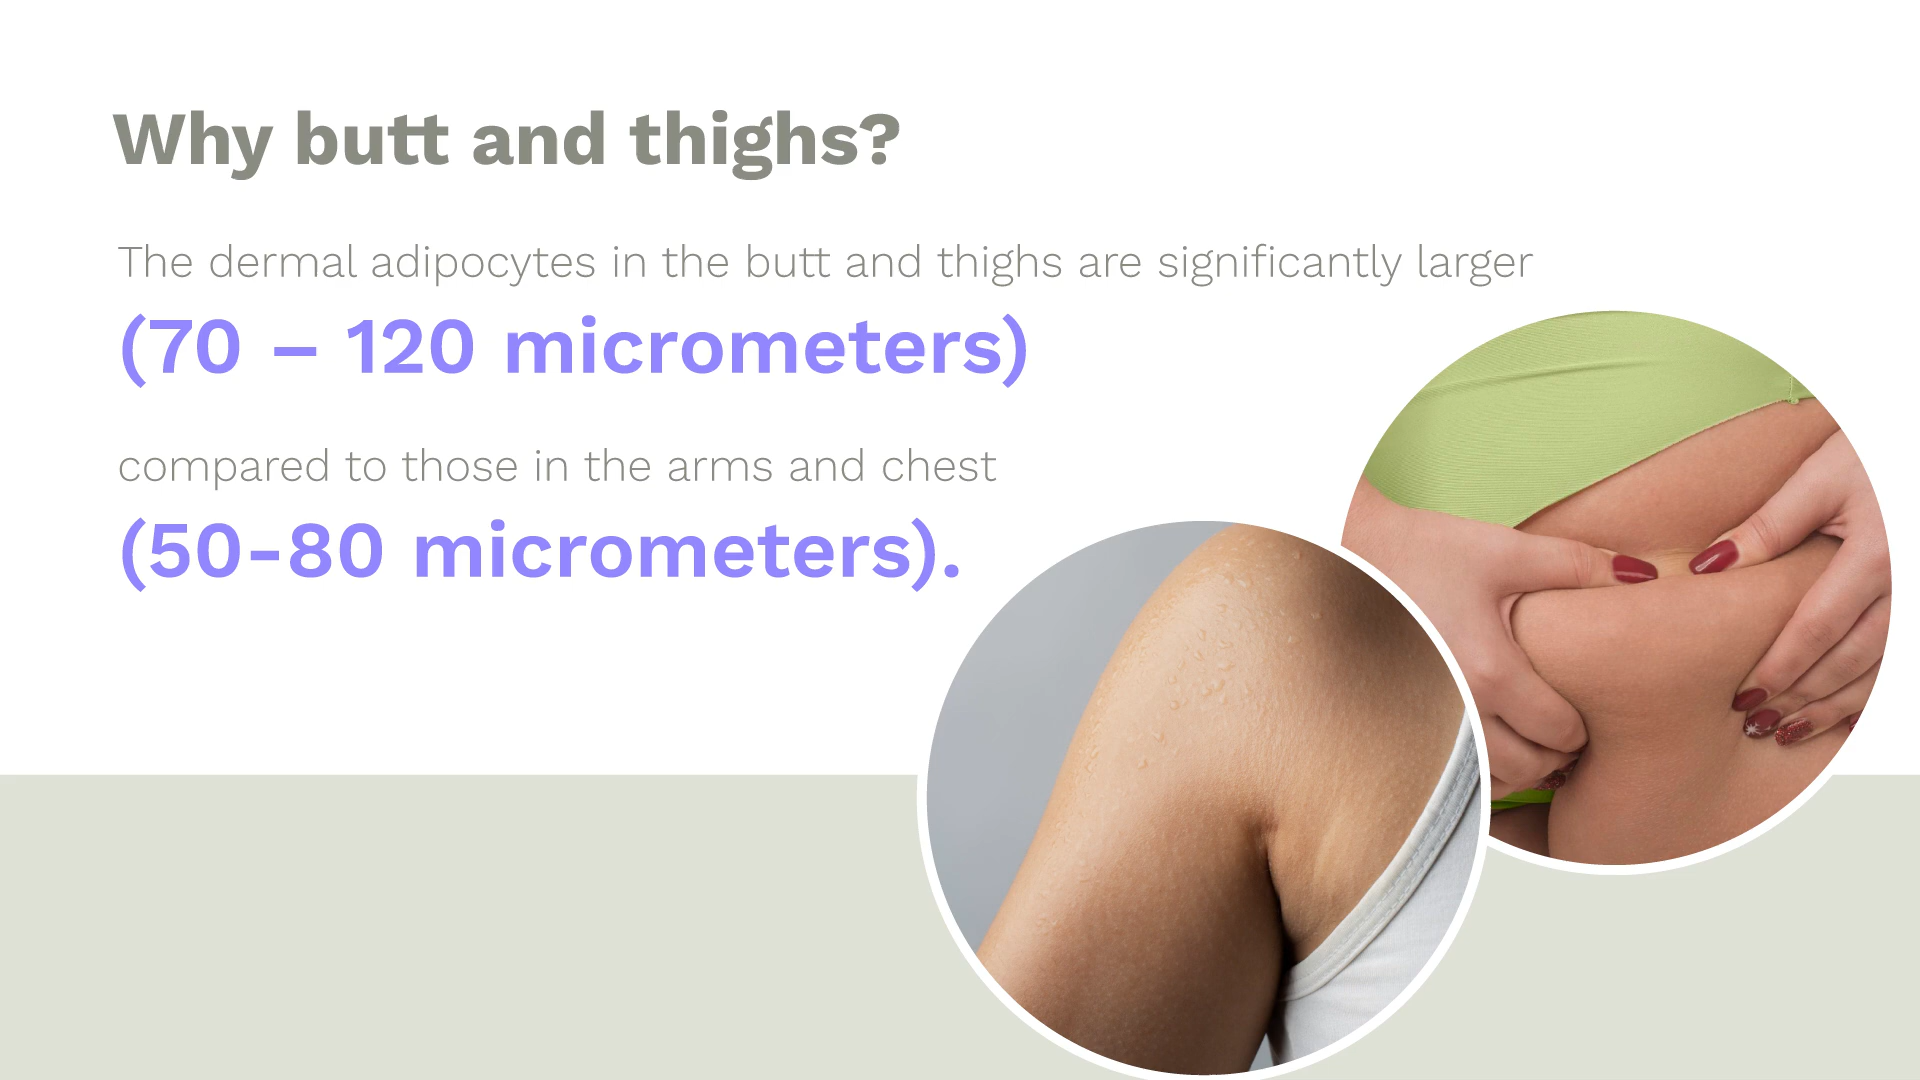 Why butt and thighs?
The dermal adipocytes in the butt and thighs are significantly larger
(70 – 120 micrometers)
compared to those in the arms and chest
(50-80 micrometers).